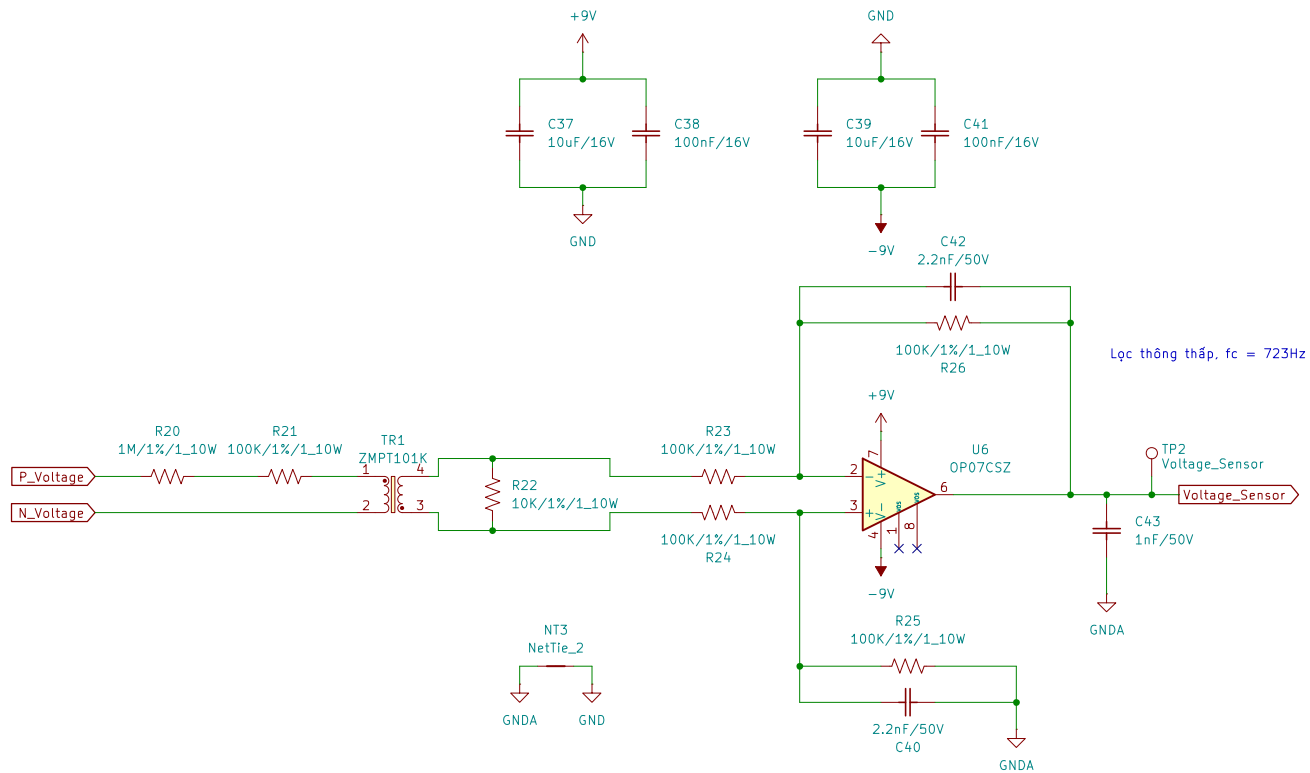 +9V
GND
C37
10uF/16V
C38
100nF/16V
C39
10uF/16V
C41
100nF/16V
GND
-9V
C42
2.2nF/50V
100K/1%/1_10W
R26
Lọc thông thấp, fc = 723Hz
+9V
R20
1M/1%/1_10W
R21
100K/1%/1_10W
TR1
ZMPT101K
R23
100K/1%/1_10W
U6
OP07CSZ
TP2
Voltage_Sensor
P_Voltage
1
4
R22
10K/1%/1_10W
2
7
V+
6
Voltage_Sensor
N_Voltage
2
3
3
V-
4
1
VOS
8
VOS
C43
1nF/50V
100K/1%/1_10W
R24
-9V
GNDA
R25
100K/1%/1_10W
NT3
NetTie_2
GNDA
GND
2.2nF/50V
C40
GNDA